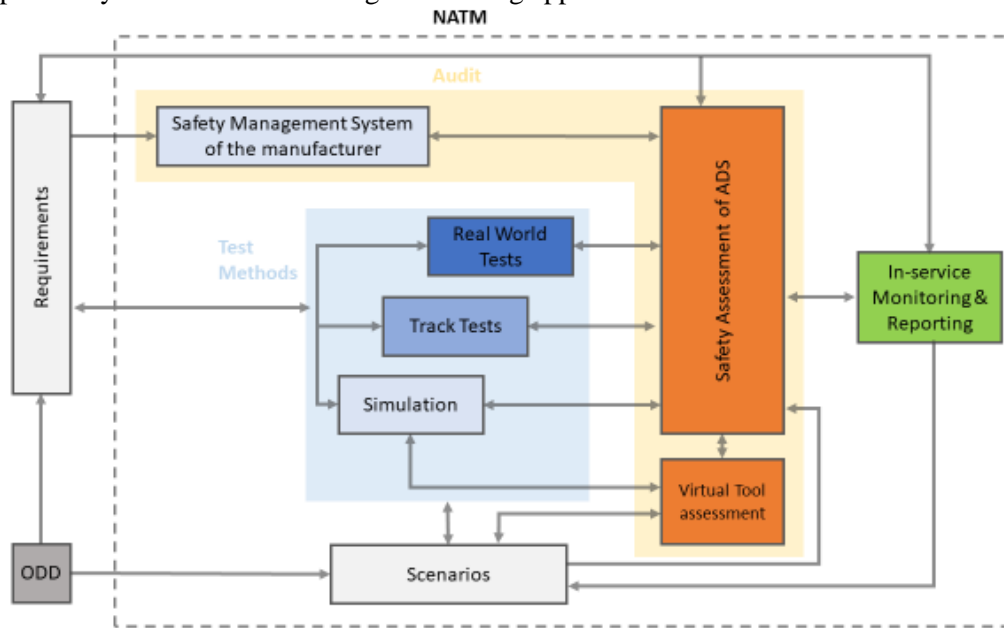 NATM
Audit
Safety Management System
of the manufacturer
Requirements
Safety Assessment of ADS
Test
Methods
Real World
Tests
In-service
Monitoring &
Reporting
Track Tests
Simulation
Virtual Tool
assessment
ODD
Scenarios